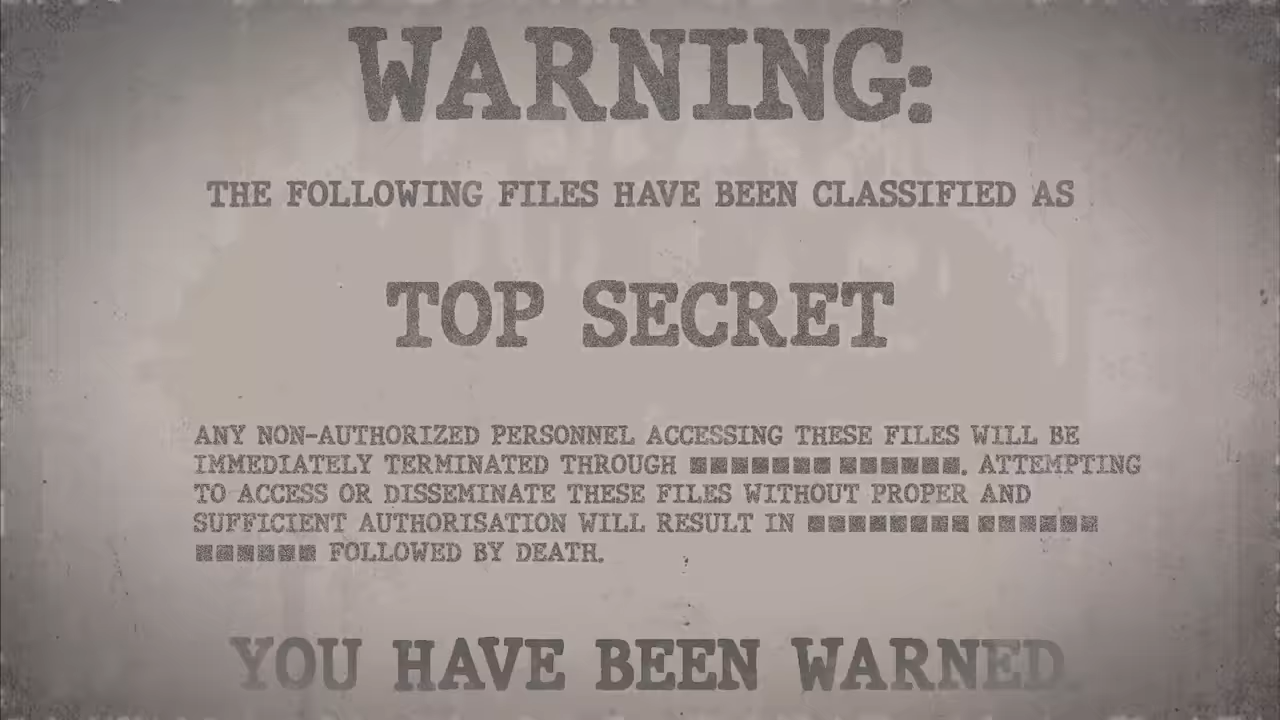 WARNING:
THE FOLLOWING FILES HAVE BEEN CLASSIFIED AS
TOP SECRET
ANY NON-AUTHORIZED PERSONNEL ACCESSING THESE FILES WILL BE
IMMEDIATELY TERMINATED THROUGH ■■■■■■■ ■■■■■■. ATTEMPTING
TO ACCESS OR DISSEMINATE THESE FILES WITHOUT PROPER AND
SUFFICIENT AUTHORISATION WILL RESULT IN ■■■■■■■■ ■■■■■■
■■■■■■ FOLLOWED BY DEATH.
YOU HAVE BEEN WARNED.